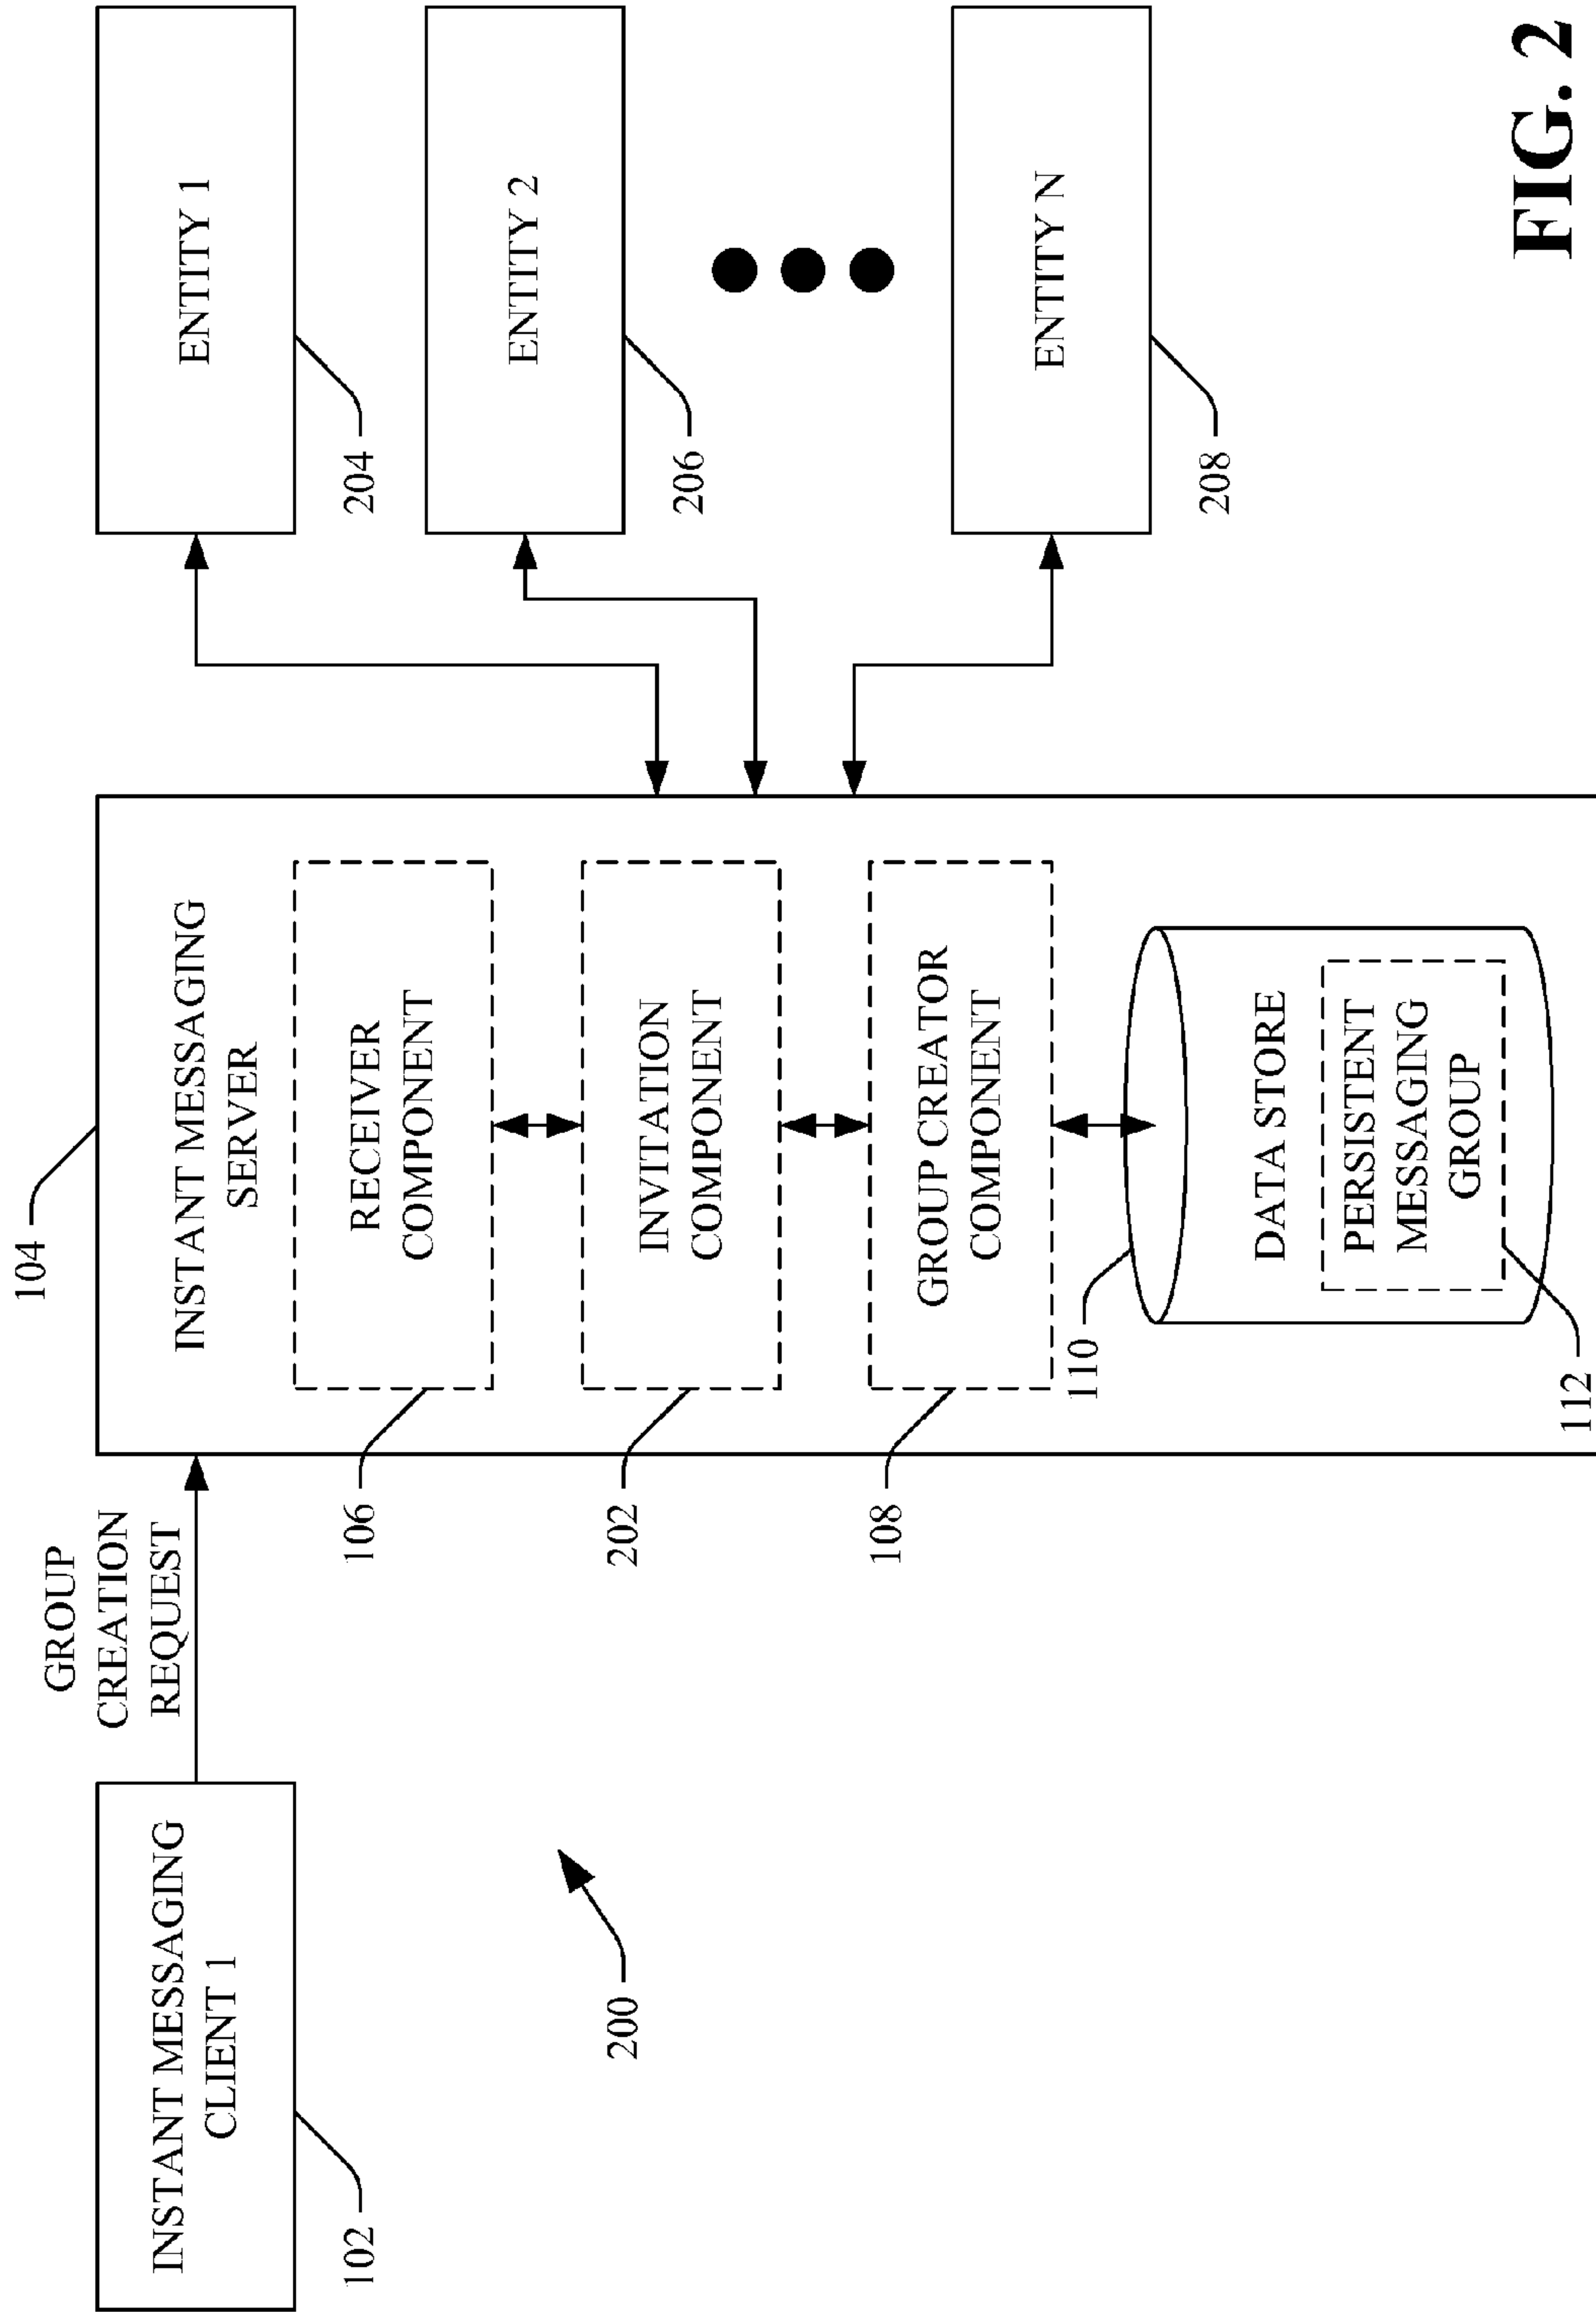 104
GROUP
CREATION
REQUEST
INSTANT MESSAGING
CLIENT 1
102
200
INSTANT MESSAGING
SERVER
RECEIVER
COMPONENT
106
INVITATION
COMPONENT
202
GROUP CREATOR
COMPONENT
108
110
DATA STORE
PERSISTENT
MESSAGING
GROUP
112
ENTITY 1
204
ENTITY 2
206
ENTITY N
208
FIG. 2